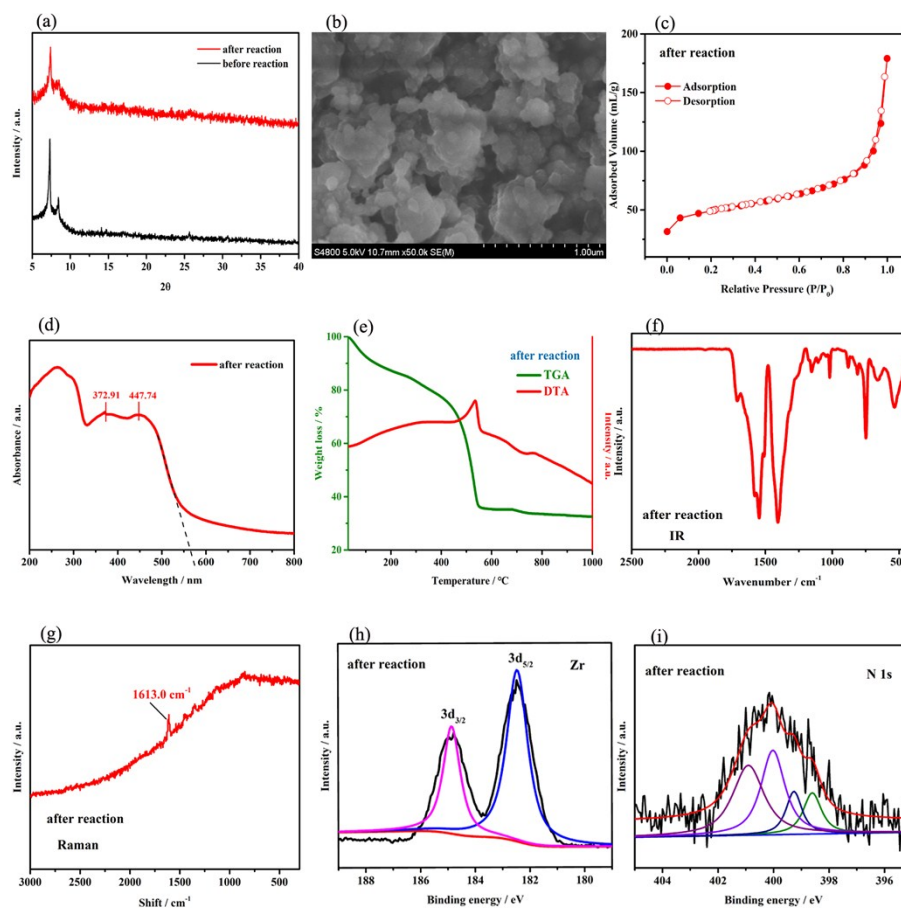 (a)
after reaction
before reaction
Intensity / a.u.
5 10 15 20 25 30 35 40
2θ
(b)
S4800 5.0kV 10.7mm x50.0k SE(M)
1.00um
(c)
after reaction
Adsorption
Desorption
Adsorbed Volume (mL/g)
200
150
100
50
0.0 0.2 0.4 0.6 0.8 1.0
Relative Pressure (P/P₀)
(d)
after reaction
372.91 447.74
Absorbance / a.u.
200 300 400 500 600 700 800
Wavelength / nm
(e)
after reaction
TGA
DTA
Weight loss / %
100
80
60
40
20
Intensity / a.u.
200 400 600 800 1000
Temperature / °C
(f)
Intensity / a.u.
after reaction
IR
2500 2000 1500 1000 500
Wavenumber / cm⁻¹
(g)
1613.0 cm⁻¹
Intensity / a.u.
after reaction
Raman
3000 2500 2000 1500 1000 500
Shift / cm⁻¹
(h)
after reaction
3d₅/₂
Zr
3d₃/₂
Intensity / a.u.
188 186 184 182 180
Binding energy / eV
(i)
after reaction
N 1s
Intensity / a.u.
404 402 400 398 396
Binding energy / eV